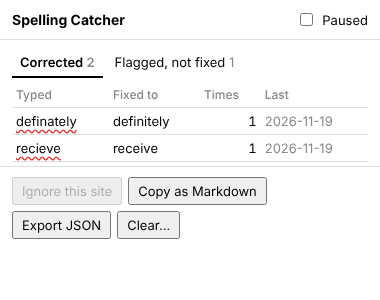 Spelling Catcher Paused
Corrected 2 Flagged, not fixed 1
Typed Fixed to Times Last
definately definitely 1 2026-11-19
recieve receive 1 2026-11-19
Ignore this site Copy as Markdown
Export JSON Clear...